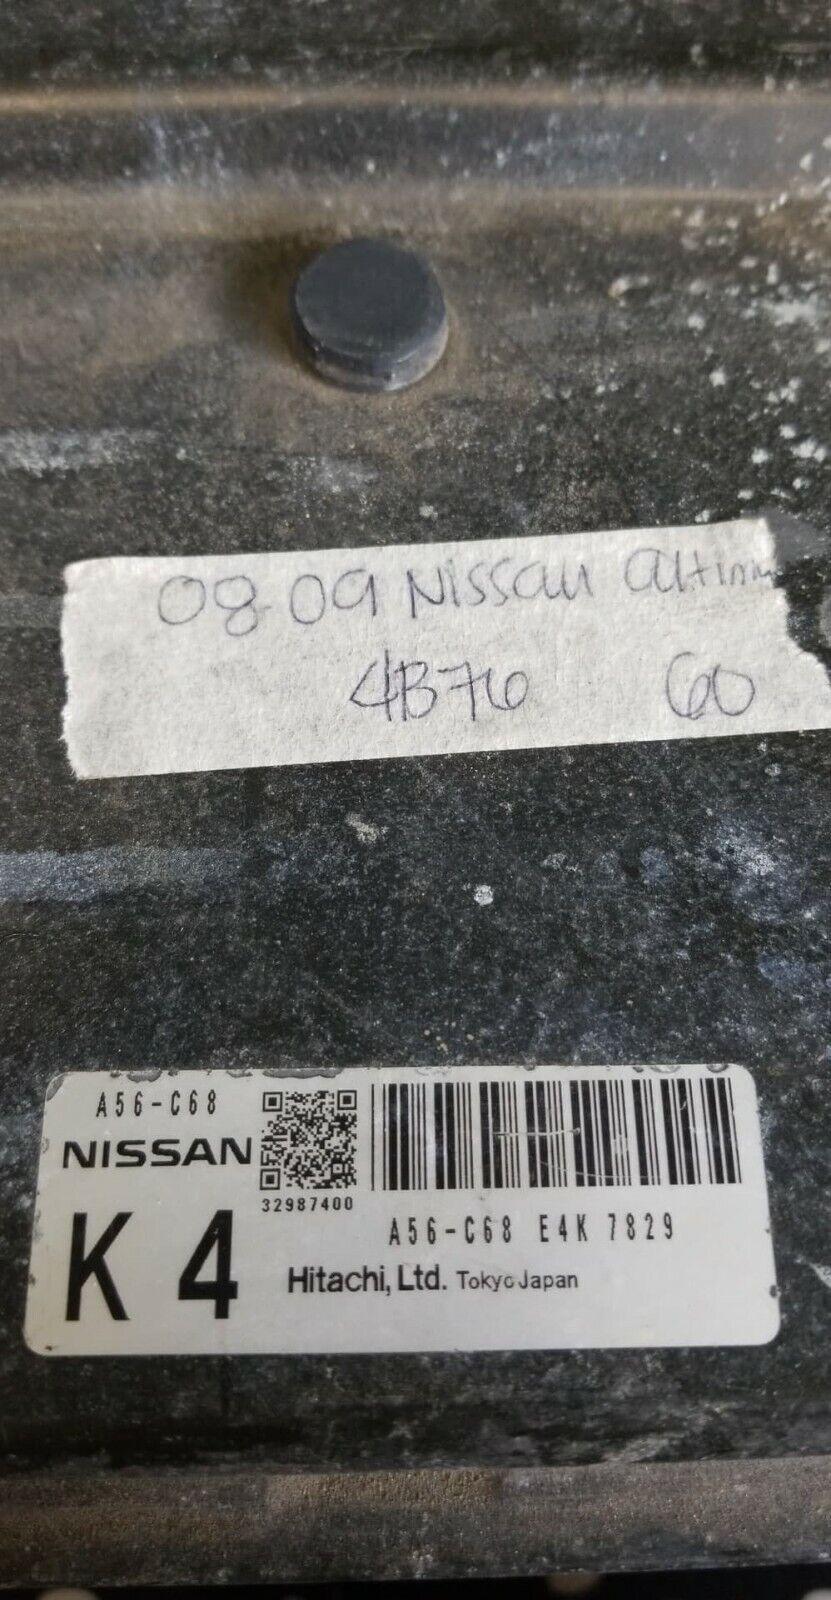 08-09 Nissan altima
4B76 60
A56-C68
NISSAN
32987400
A56-C68 E4K 7829
K 4
Hitachi, Ltd. Tokyo Japan